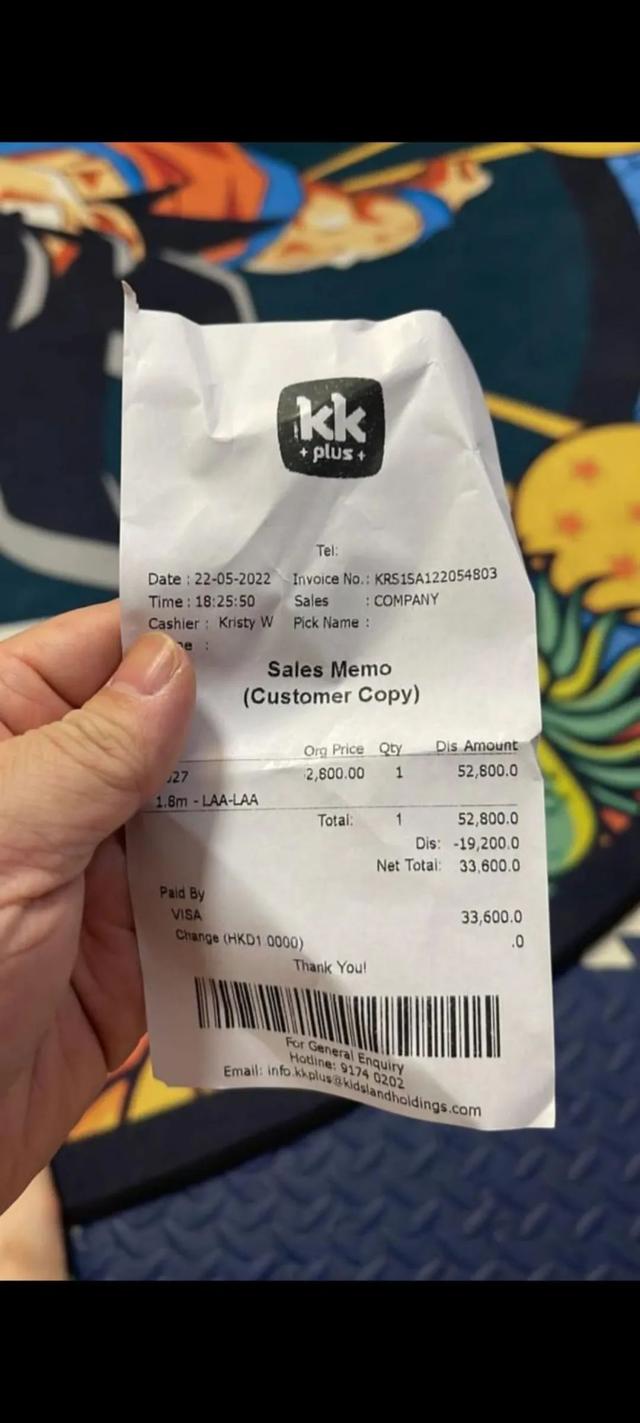 kk
+ plus +
Tel:
Date : 22-05-2022 Invoice No.: KRS1SA122054803
Time : 18:25:50 Sales : COMPANY
Cashier : Kristy W Pick Name :
:
Sales Memo
(Customer Copy)
Org Price Qty Dis Amount
27 2,800.00 1 52,800.0
1.8m - LAA-LAA
Total: 1 52,800.0
Dis: -19,200.0
Net Total: 33,600.0
Paid By
VISA 33,600.0
Change (HKD1.0000) .0
Thank You!
For General Enquiry
Hotline: 9174 0202
Email: info.kkplus@kidslandholdings.com